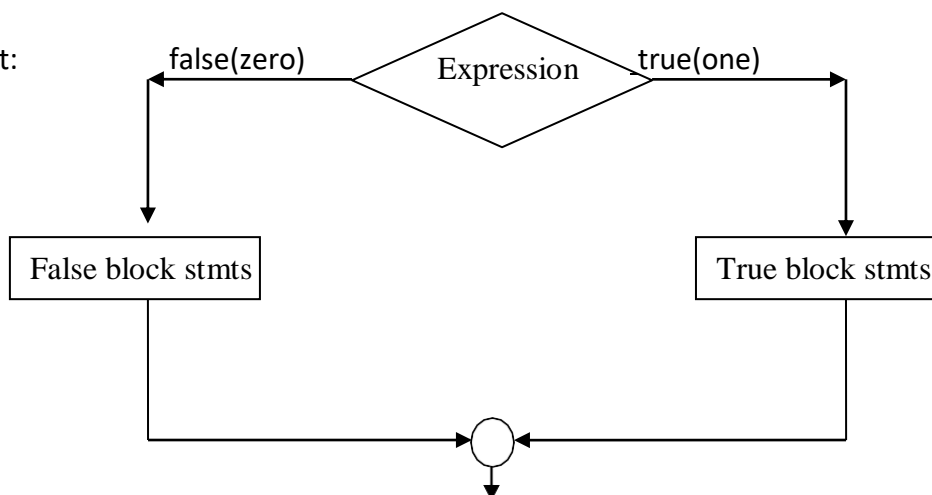 t:
false(zero)
Expression
true(one)
False block stmts
True block stmts